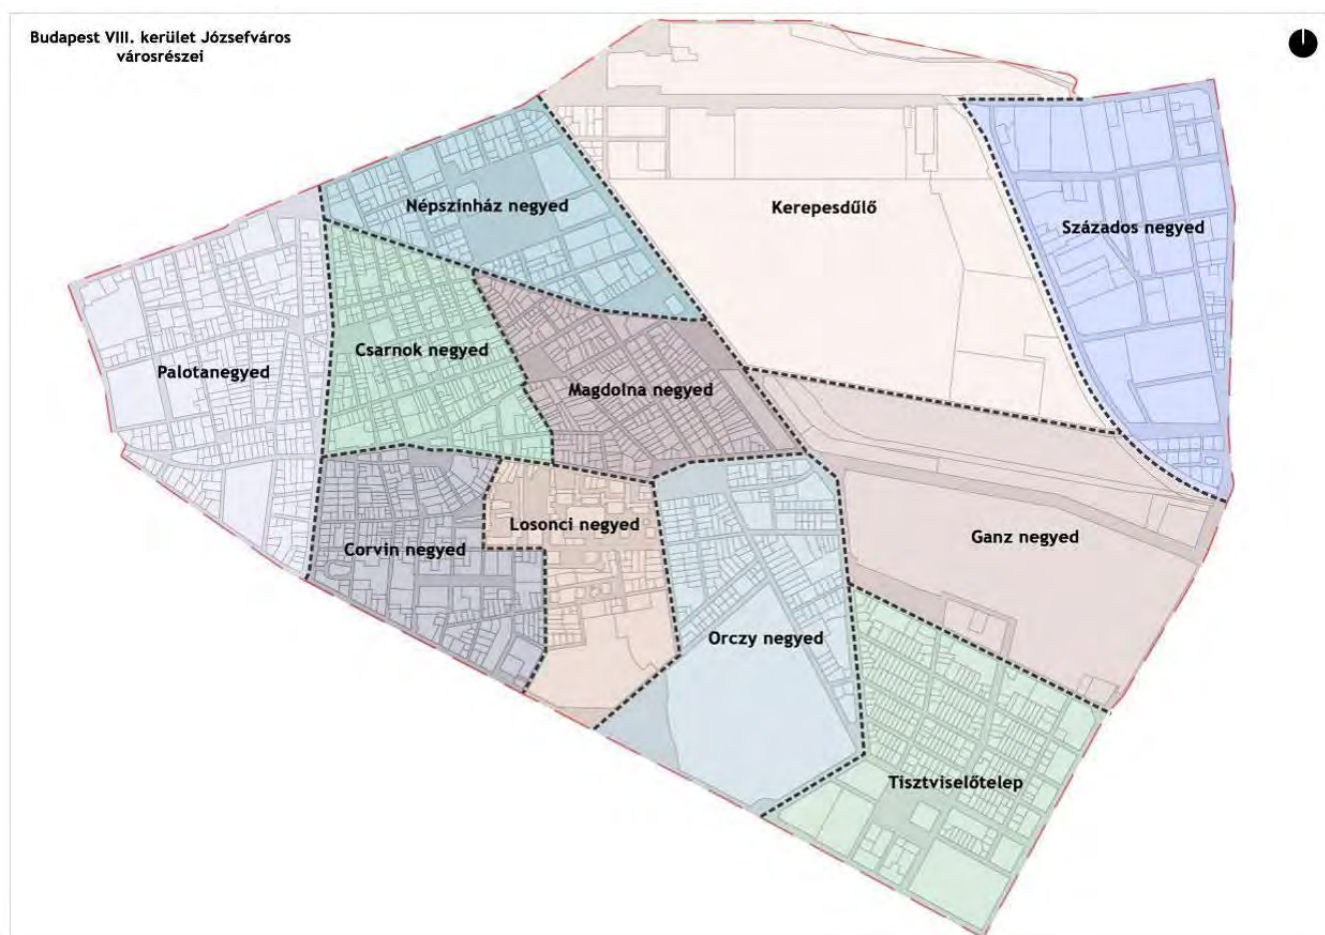 Budapest VIII. kerület Józsefváros
városrészei
Népszínház negyed
Kerepesdűlő
Százados negyed
Csarnok negyed
Palotanegyed
Magdolna negyed
Losonci negyed
Corvin negyed
Ganz negyed
Orczy negyed
Tisztviselőtelep